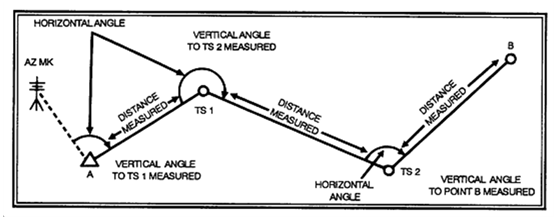 HORIZONTAL ANGLE
VERTICAL ANGLE
TO TS 2 MEASURED
B
AZ MK
DISTANCE
MEASURED
TS 1
DISTANCE
MEASURED
DISTANCE
MEASURED
A
VERTICAL ANGLE
TO TS 1 MEASURED
HORIZONTAL
ANGLE
TS 2
VERTICAL ANGLE
TO POINT B MEASURED